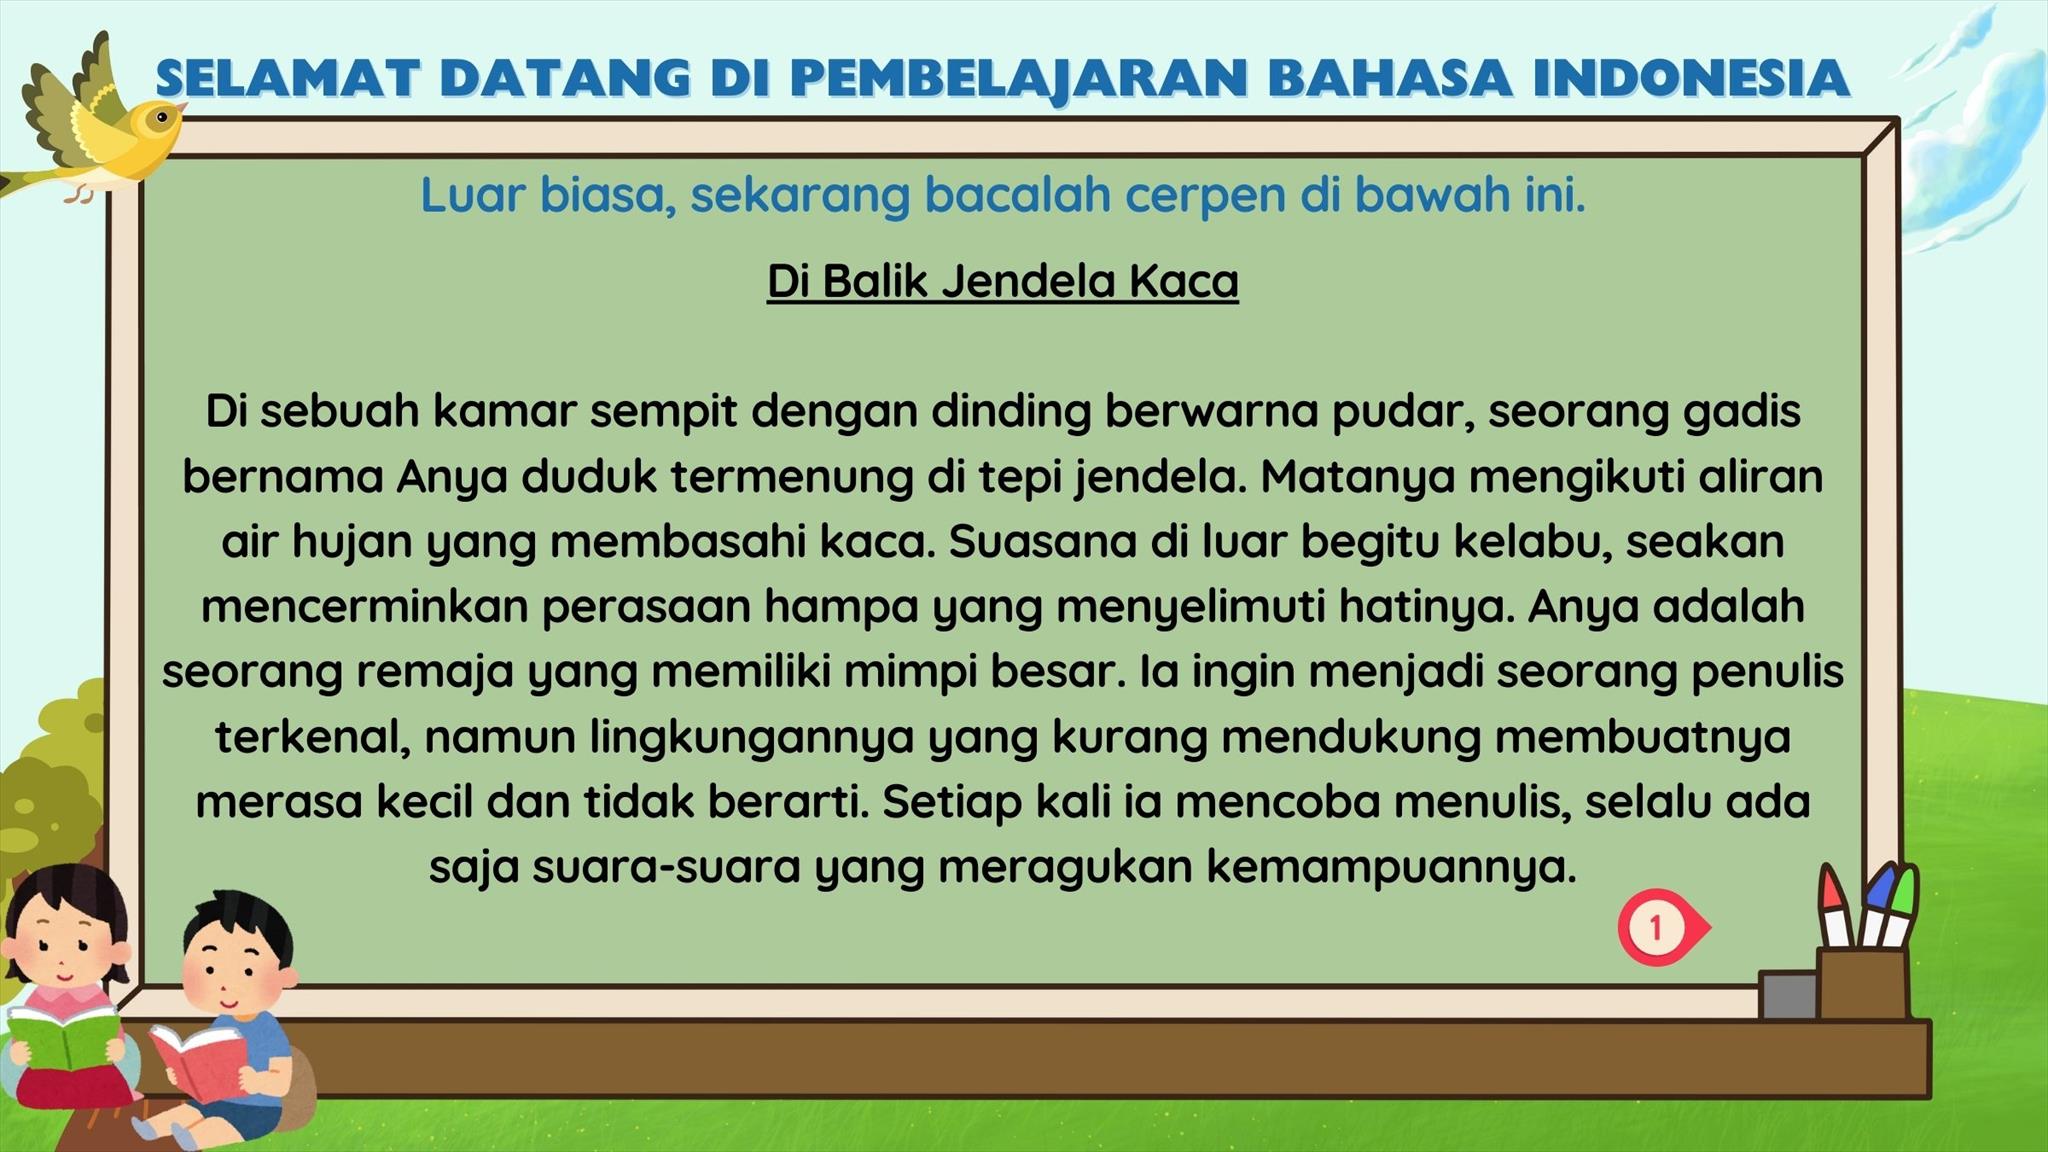 SELAMAT DATANG DI PEMBELAJARAN BAHASA INDONESIA
Luar biasa, sekarang bacalah cerpen di bawah ini.
Di Balik Jendela Kaca
Di sebuah kamar sempit dengan dinding berwarna pudar, seorang gadis
bernama Anya duduk termenung di tepi jendela. Matanya mengikuti aliran
air hujan yang membasahi kaca. Suasana di luar begitu kelabu, seakan
mencerminkan perasaan hampa yang menyelimuti hatinya. Anya adalah
seorang remaja yang memiliki mimpi besar. Ia ingin menjadi seorang penulis
terkenal, namun lingkungannya yang kurang mendukung membuatnya
merasa kecil dan tidak berarti. Setiap kali ia mencoba menulis, selalu ada
saja suara-suara yang meragukan kemampuannya.
1